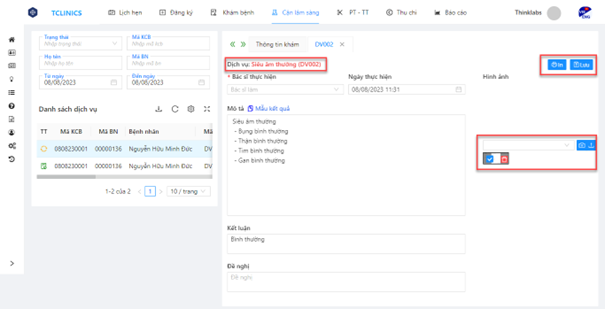 TCLINICS
Lịch hẹn
Đăng ký
Khám bệnh
Cận lâm sàng
PT - TT
Thu chi
Báo cáo
Thinklabs
Trạng thái
Mã KCB
Nhập trạng thái
Nhập mã kcb
Họ tên
Mã BN
Nhập họ tên
Nhập mã bn
Từ ngày
Đến ngày
08/08/2023
08/08/2023
Danh sách dịch vụ
TT Mã KCB Mã BN Bệnh nhân Mã
0808230001 00080136 Nguyễn Hữu Minh Đức DV
0808230001 00080136 Nguyễn Hữu Minh Đức DV
1-2 của 2 < 1 > 10 / trang
Thông tin khám
DV002
Dịch vụ: Siêu âm thường (DV002)
In
Lưu
* Bác sĩ thực hiện
Ngày thực hiện
Hình ảnh
Bác sĩ làm
08/08/2023 11:31
Mô tả
Mẫu kết quả
Siêu âm thường
- Bụng bình thường
- Thận bình thường
- Tim bình thường
- Gan bình thường
Kết luận
Bình thường
Đề nghị
Đề nghị